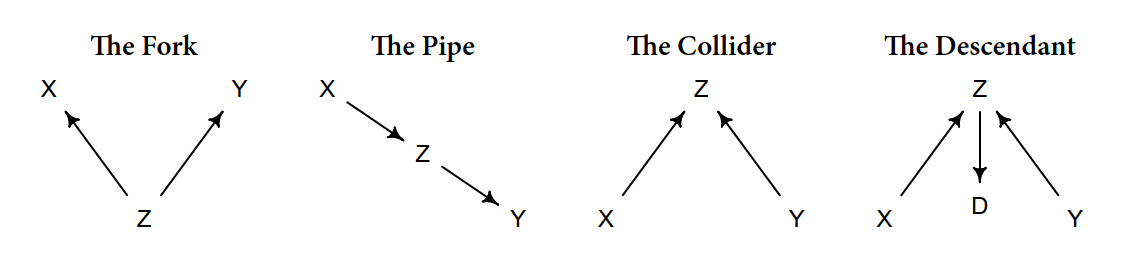 The Fork The Pipe The Collider The Descendant
X Y X Z Z
Z
D
Z Y X Y X Y